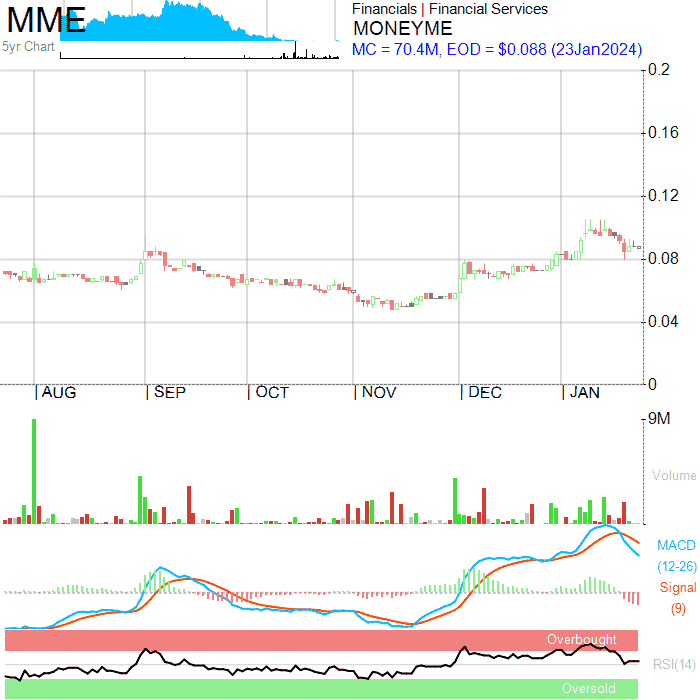 MME
5yr Chart
Financials | Financial Services
MONEYME
MC = 70.4M, EOD = $0.088 (23Jan2024)
0.2
0.16
0.12
0.08
0.04
0
| AUG | SEP | OCT | NOV | DEC | JAN
9M
Volume
MACD
(12-26)
Signal
(9)
Overbought
RSI(14)
Oversold